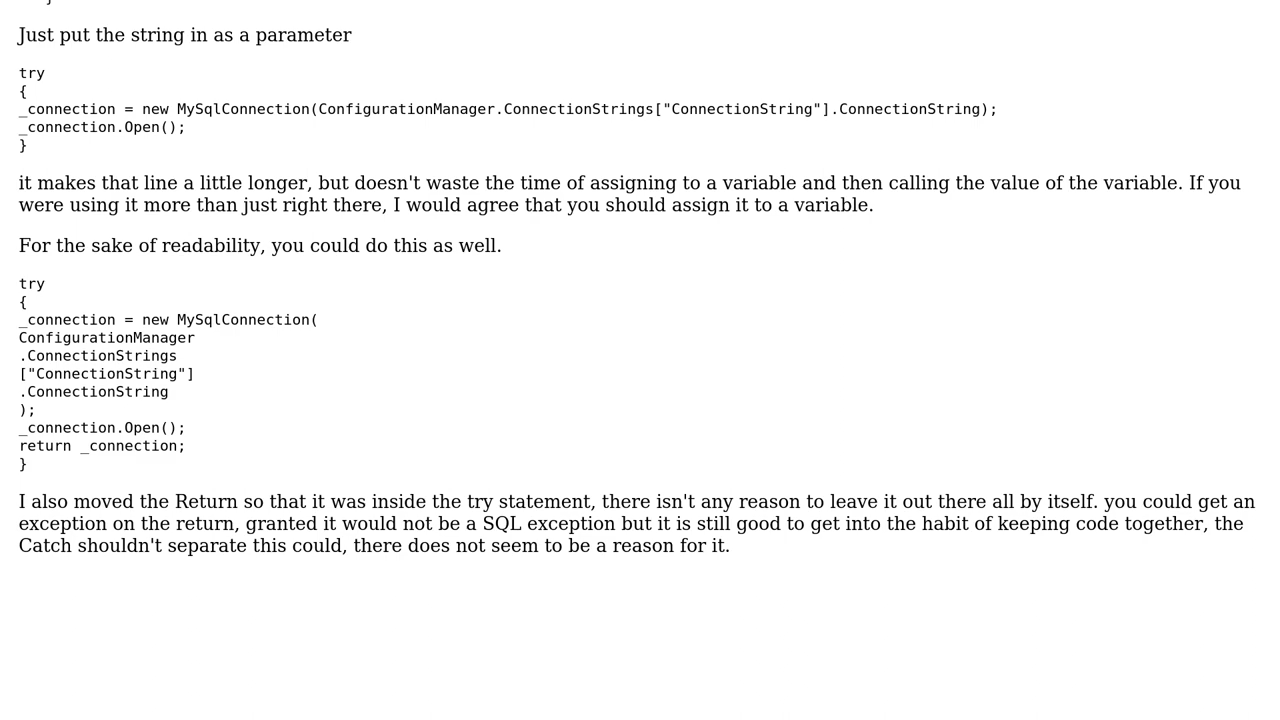 }
Just put the string in as a parameter
try
{
_connection = new MySqlConnection(ConfigurationManager.ConnectionStrings["ConnectionString"].ConnectionString);
_connection.Open();
}
it makes that line a little longer, but doesn't waste the time of assigning to a variable and then calling the value of the variable. If you
were using it more than just right there, I would agree that you should assign it to a variable.
For the sake of readability, you could do this as well.
try
{
_connection = new MySqlConnection(
ConfigurationManager
.ConnectionStrings
["ConnectionString"]
.ConnectionString
);
_connection.Open();
return _connection;
}
I also moved the Return so that it was inside the try statement, there isn't any reason to leave it out there all by itself. you could get an
exception on the return, granted it would not be a SQL exception but it is still good to get into the habit of keeping code together, the
Catch shouldn't separate this could, there does not seem to be a reason for it.